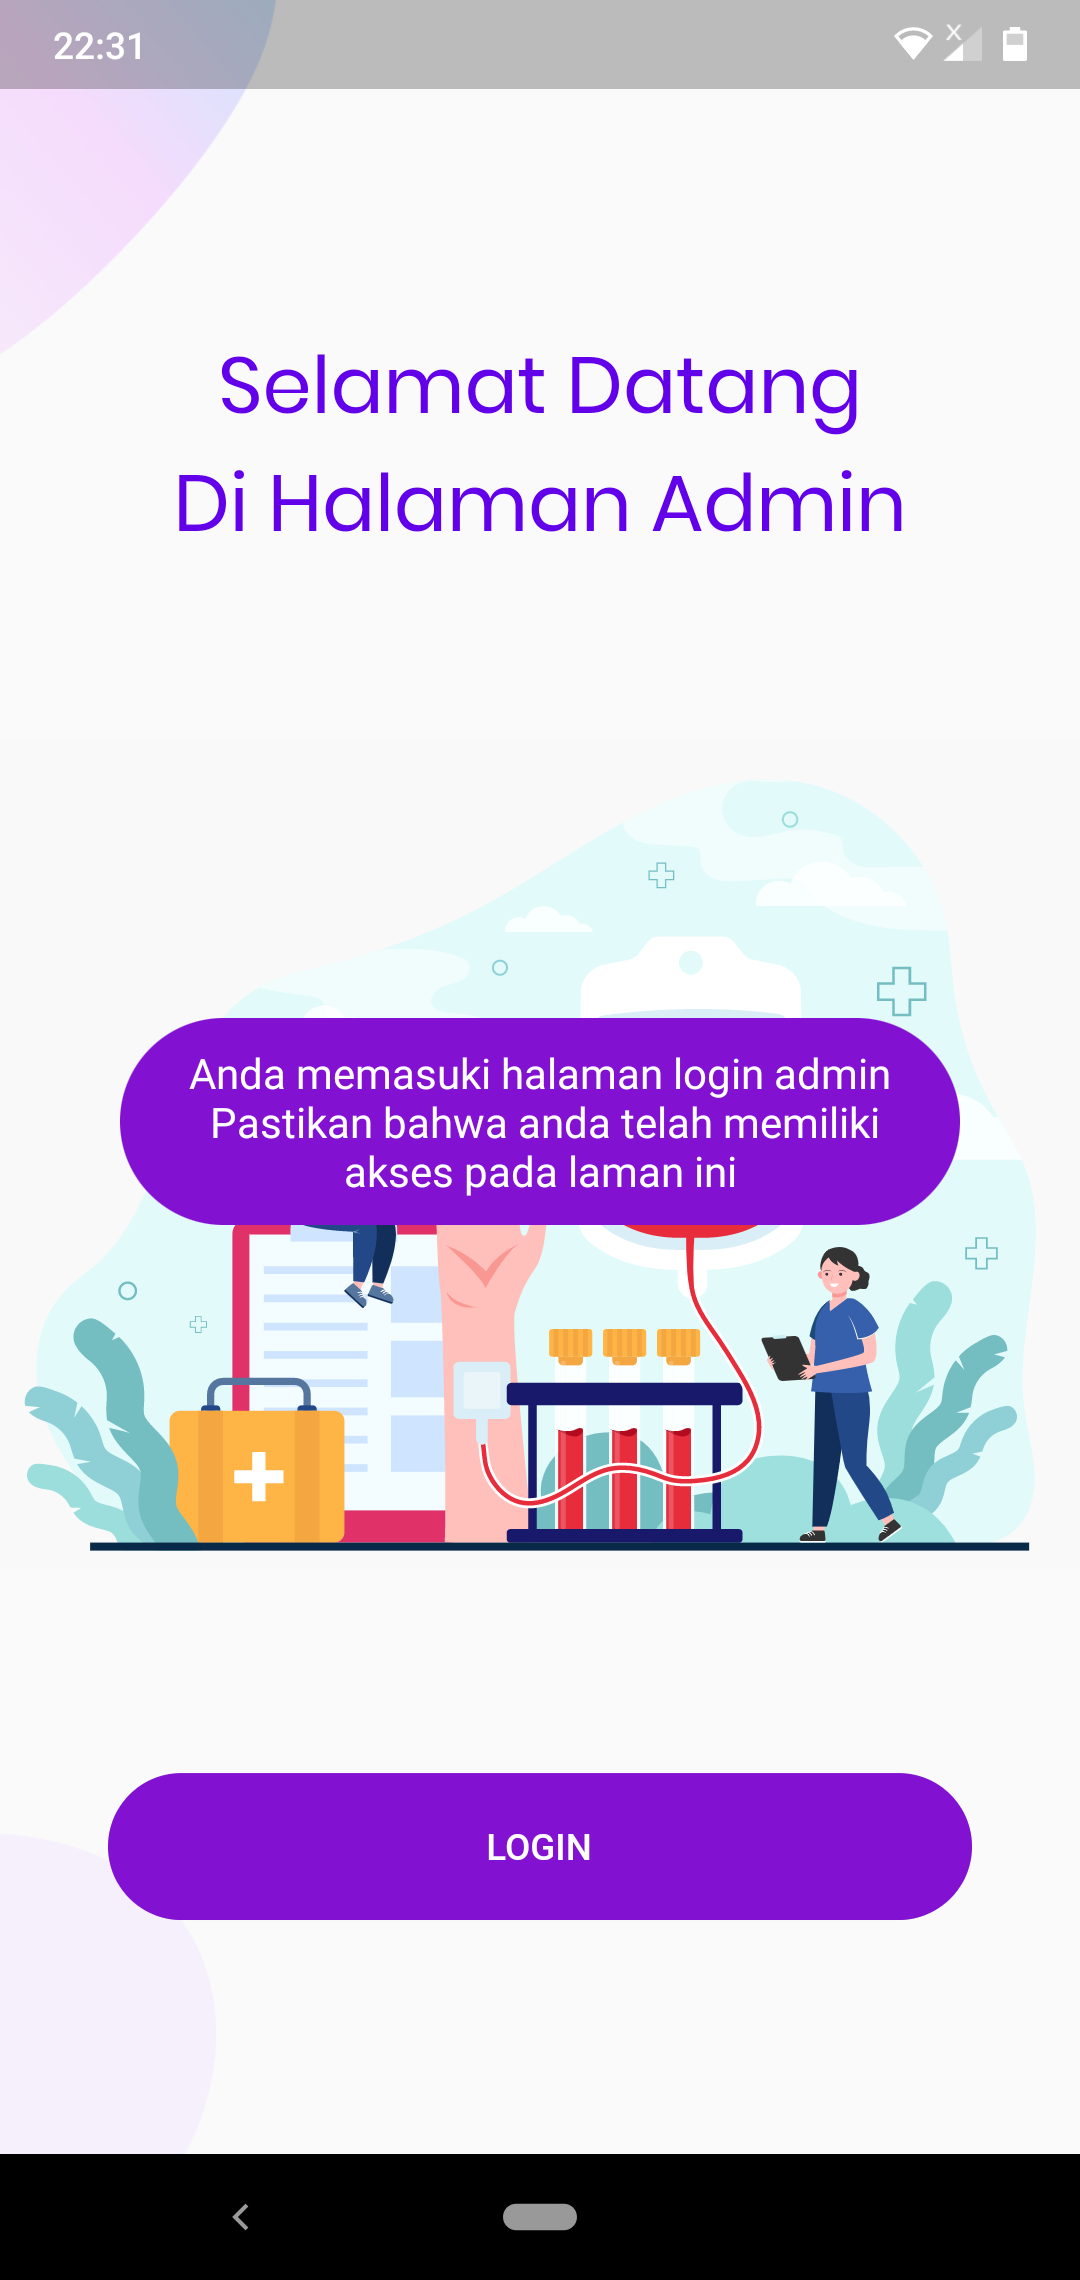 22:31
Selamat Datang
Di Halaman Admin
Anda memasuki halaman login admin
Pastikan bahwa anda telah memiliki
akses pada laman ini
LOGIN